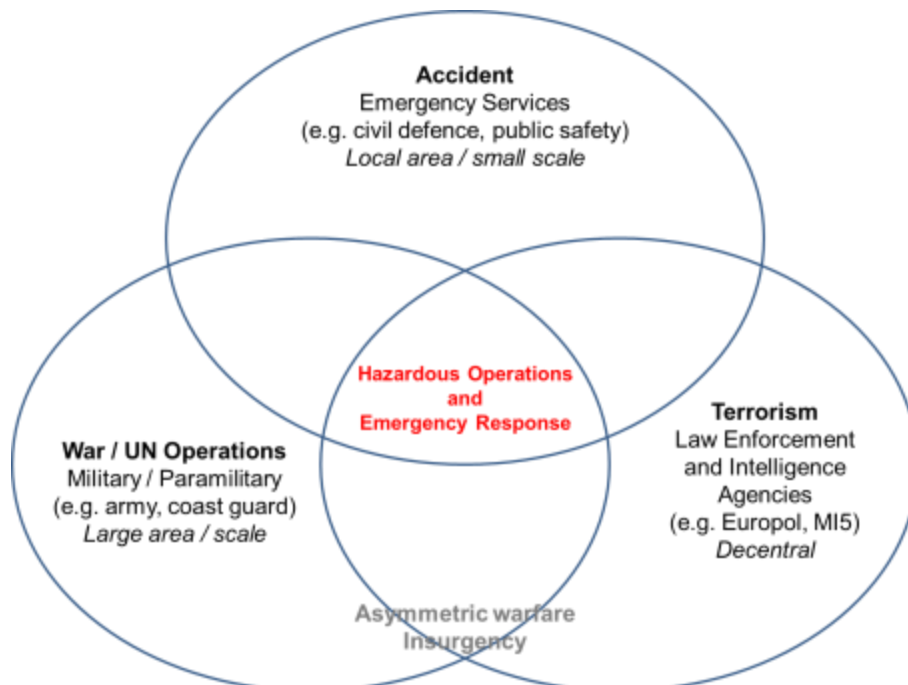 Accident
Emergency Services
(e.g. civil defence, public safety)
Local area / small scale
Hazardous Operations
and
Emergency Response
War / UN Operations
Military / Paramilitary
(e.g. army, coast guard)
Large area / scale
Terrorism
Law Enforcement
and Intelligence
Agencies
(e.g. Europol, MI5)
Decentral
Asymmetric warfare
Insurgency